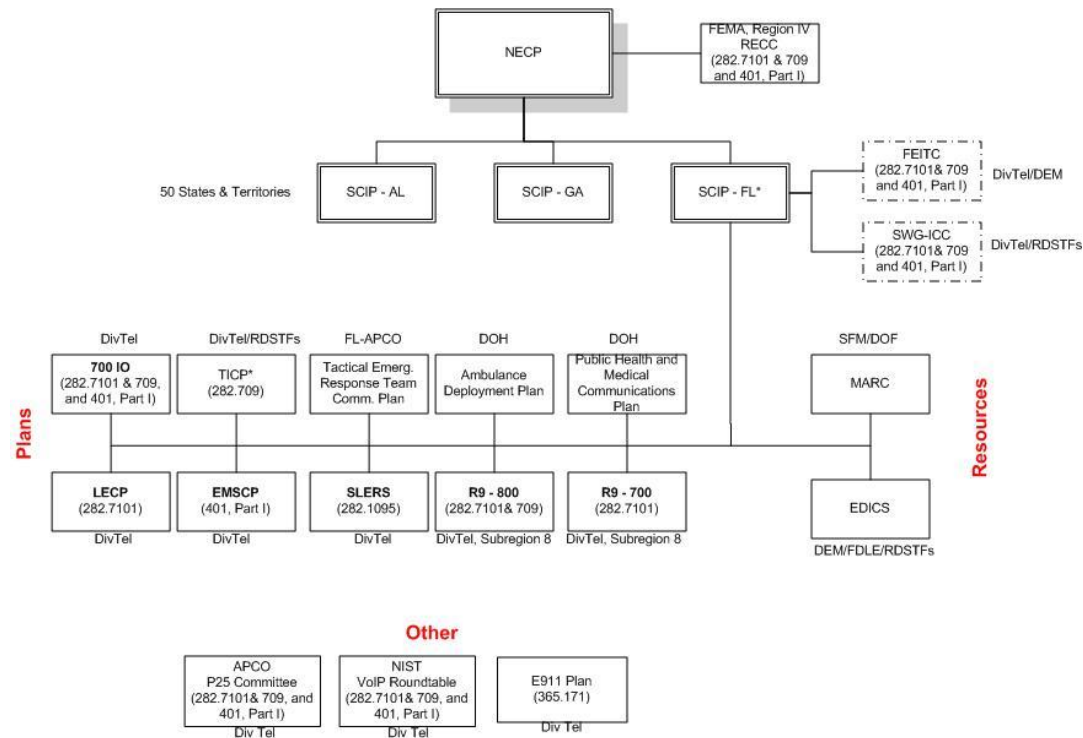 NECP
FEMA, Region IV
RECC
(282.7101 & 709
and 401, Part I)
50 States & Territories
SCIP - AL
SCIP - GA
SCIP - FL*
FEITC
(282.7101& 709
and 401, Part I)
DivTel/DEM
SWG-ICC
(282.7101& 709
and 401, Part I)
DivTel/RDSTFs
Plans
DivTel
700 IO
(282.7101 & 709,
and 401, Part I)
DivTel/RDSTFs
TICP*
(282.709)
FL-APCO
Tactical Emerg.
Response Team
Comm. Plan
DOH
Ambulance
Deployment Plan
DOH
Public Health and
Medical
Communications
Plan
SFM/DOF
MARC
Resources
LECP
(282.7101)
DivTel
EMSCP
(401, Part I)
DivTel
SLERS
(282.1095)
DivTel
R9 - 800
(282.7101& 709)
DivTel, Subregion 8
R9 - 700
(282.7101)
DivTel, Subregion 8
EDICS
DEM/FDLE/RDSTFs
Other
APCO
P25 Committee
(282.7101& 709, and
401, Part I)
Div Tel
NIST
VoIP Roundtable
(282.7101& 709, and
401, Part I)
Div Tel
E911 Plan
(365.171)
Div Tel